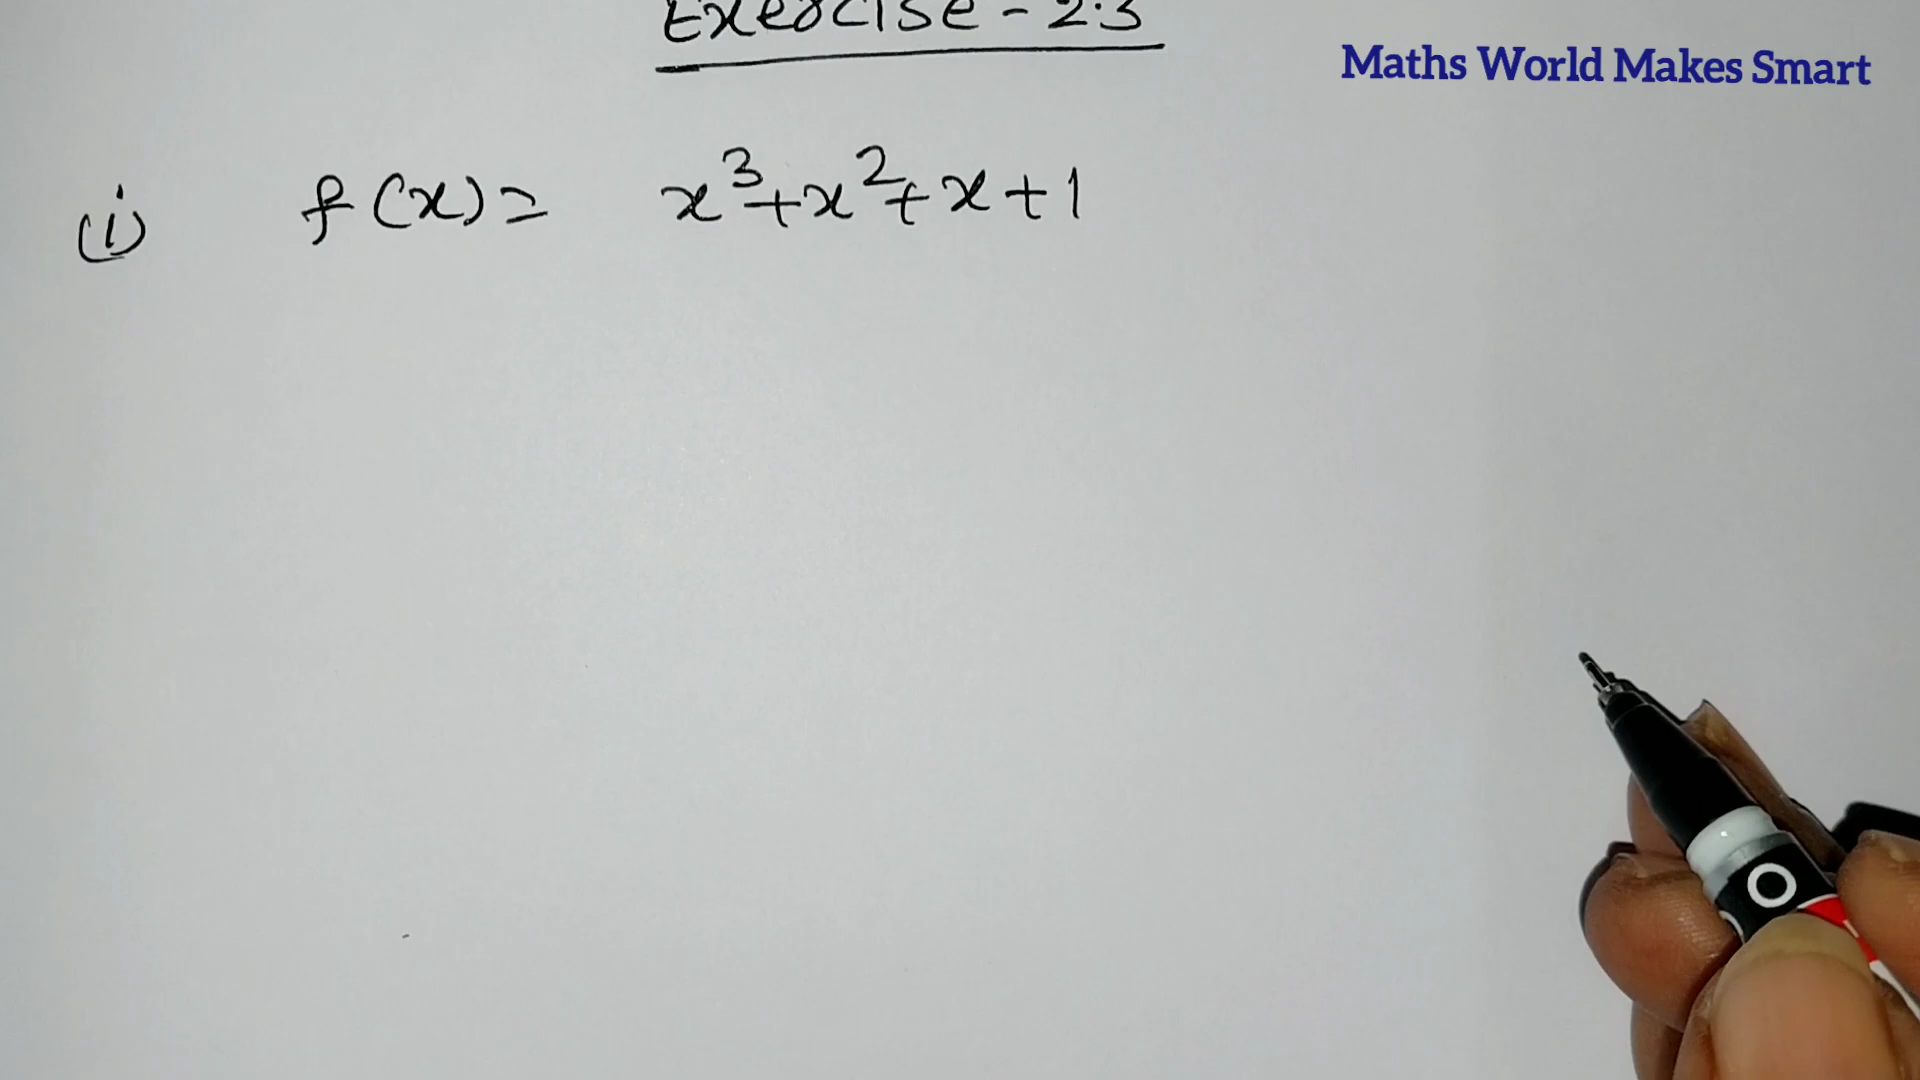 Exercise - 2.3
Maths World Makes Smart
(i) f(x) = x³+x²+x+1